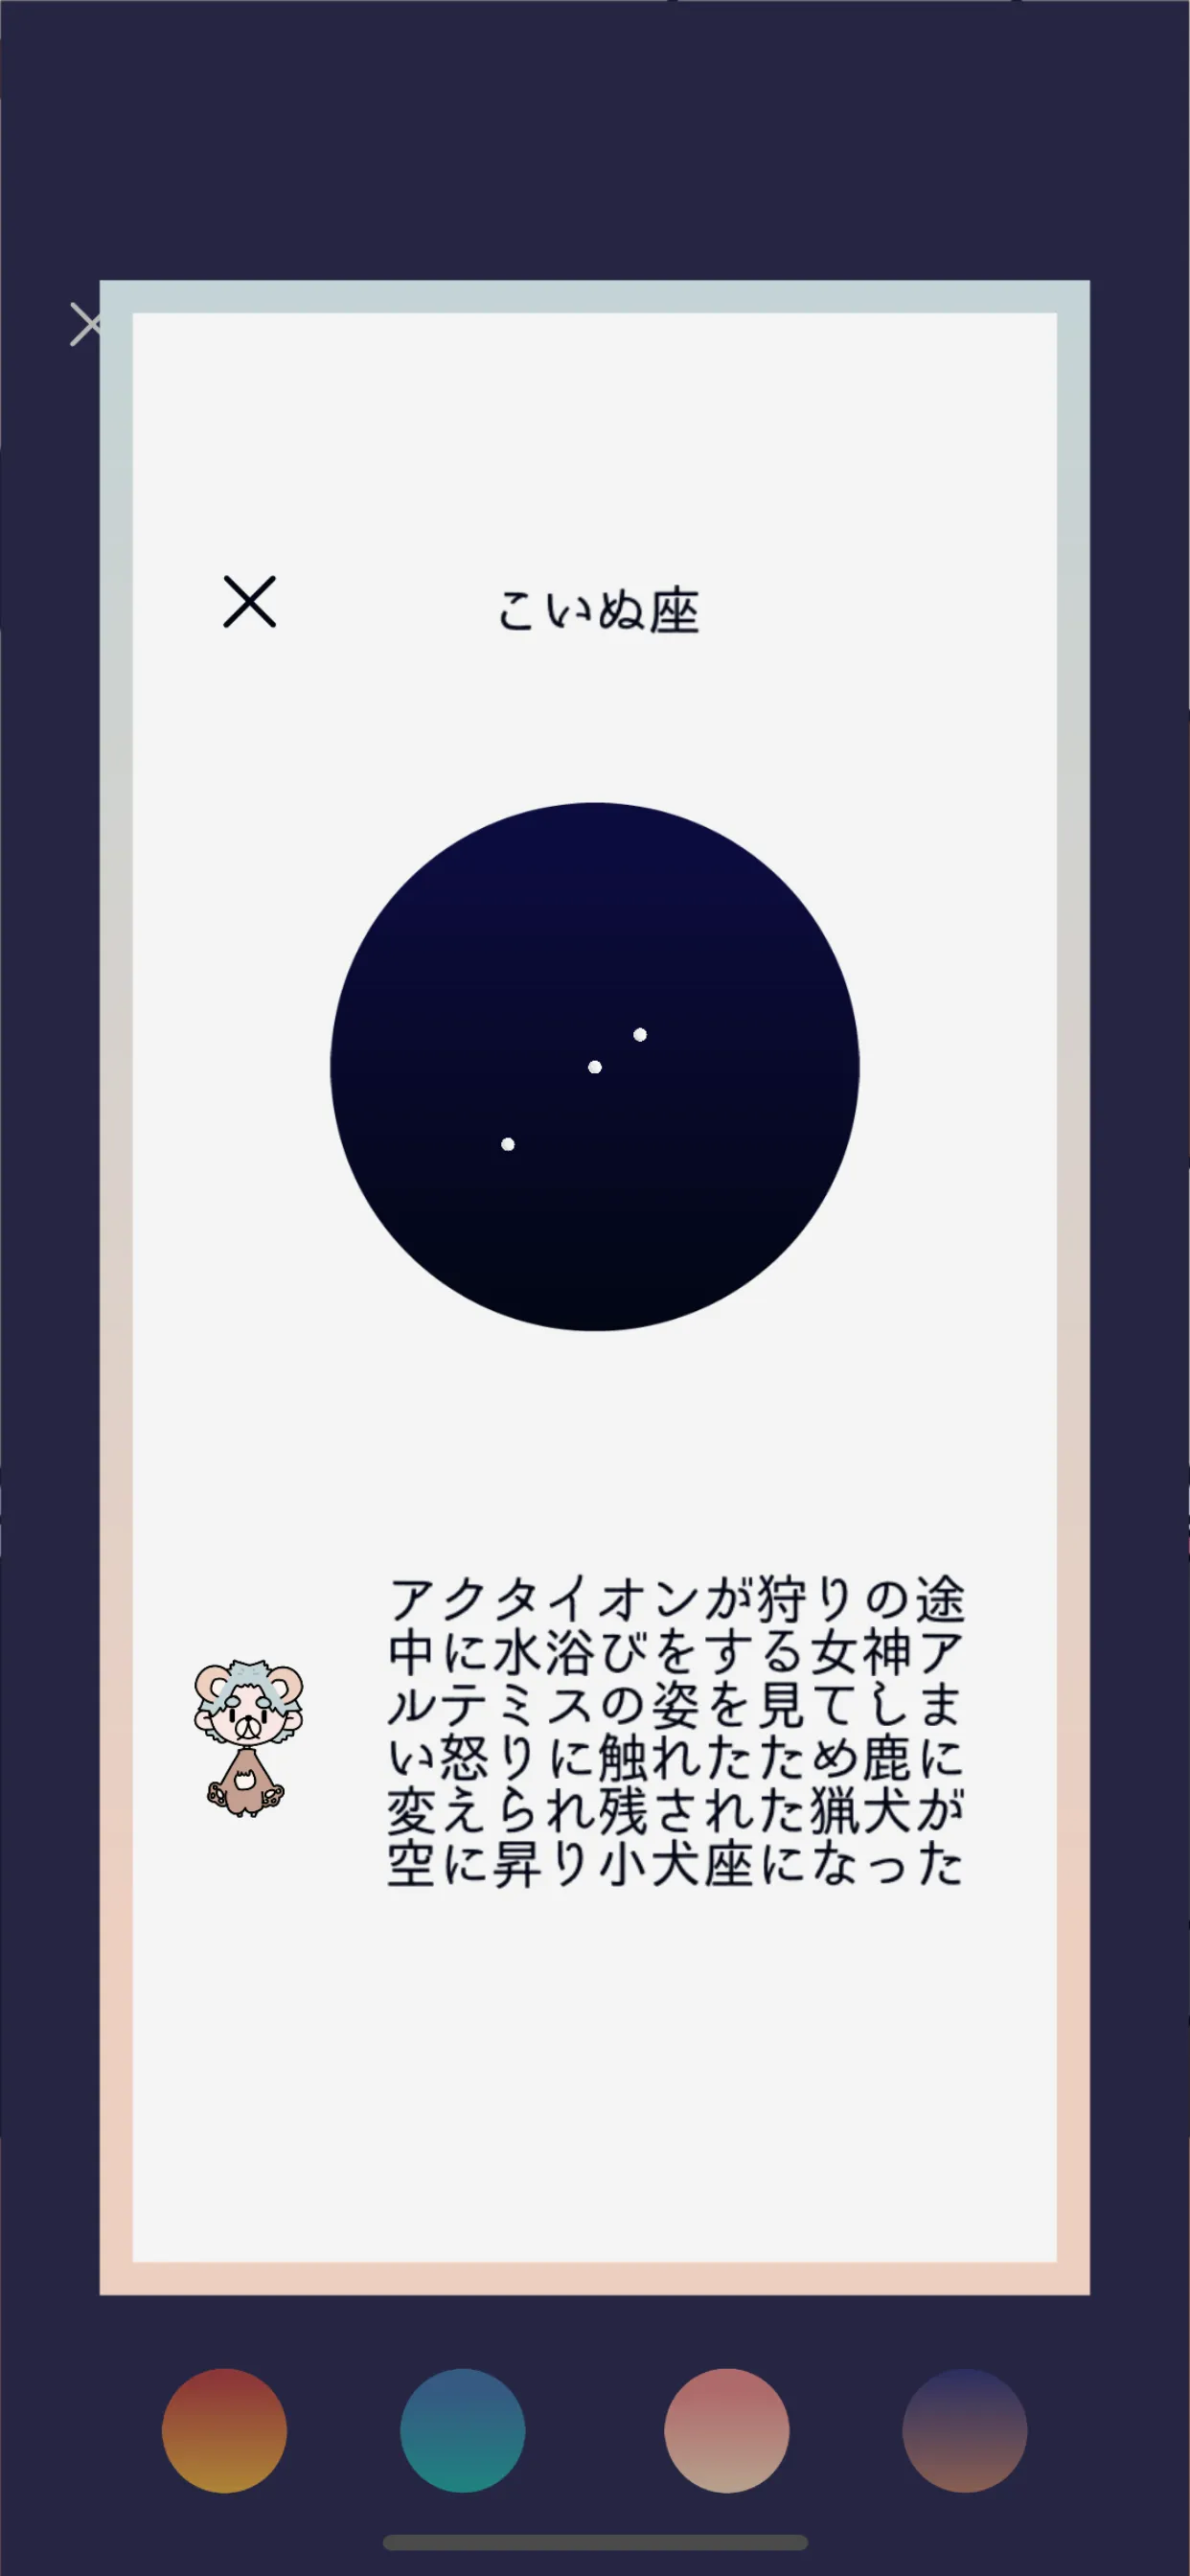 こいぬ座
アクタイオンが狩りの途
中に水浴びをする女神ア
ルテミスの姿を見てしま
い怒りに触れたため鹿に
変えられ残された猟犬が
空に昇り小犬座になった